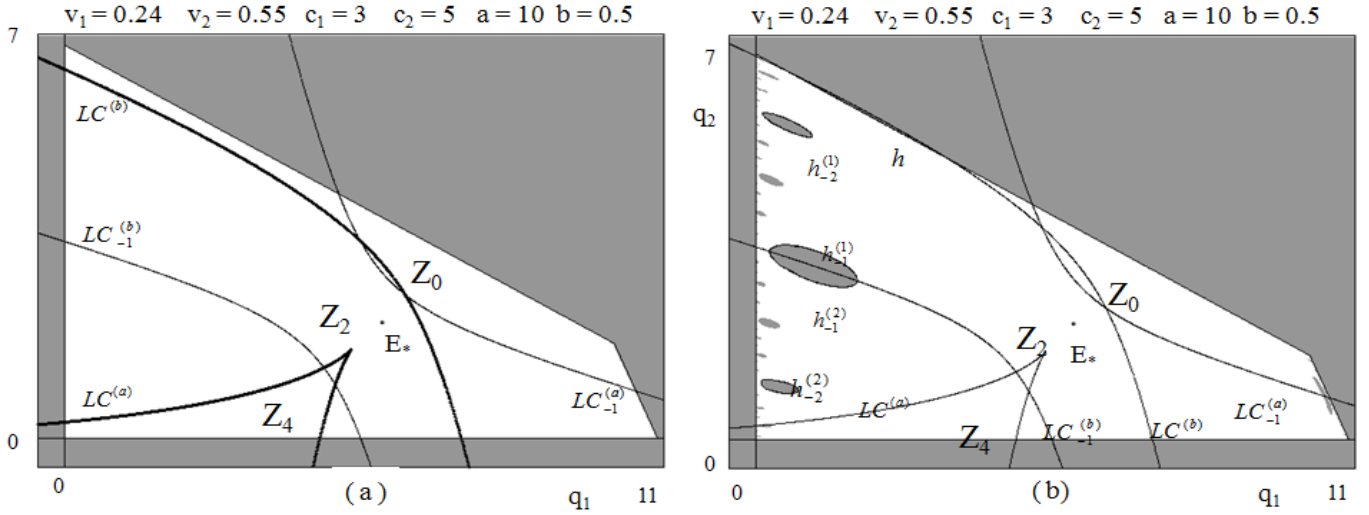 v₁ = 0.24 v₂ = 0.55 c₁ = 3 c₂ = 5 a = 10 b = 0.5
7
LC⁽ᵇ⁾
LC₋₁⁽ᵇ⁾
Z₀
Z₂
E*
LC⁽ᵃ⁾
LC₋₁⁽ᵃ⁾
Z₄
0
0
(a)
q₁
11
v₁ = 0.24 v₂ = 0.55 c₁ = 3 c₂ = 5 a = 10 b = 0.5
7
q₂
h
h₋₂⁽¹⁾
h₋₁⁽¹⁾
Z₀
h₋₁⁽²⁾
Z₂
E*
h₋₂⁽²⁾
LC⁽ᵃ⁾
LC₋₁⁽ᵃ⁾
Z₄
LC₋₁⁽ᵇ⁾
LC⁽ᵇ⁾
0
0
(b)
q₁
11